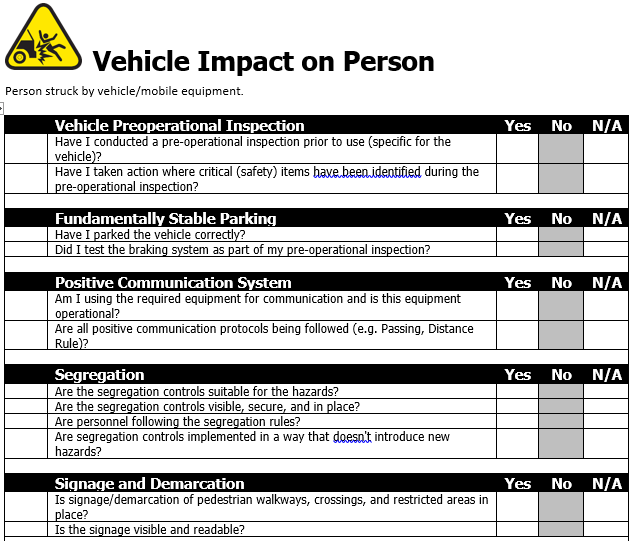 Vehicle Impact on Person
Person struck by vehicle/mobile equipment.
Vehicle Preoperational Inspection Yes No N/A
Have I conducted a pre-operational inspection prior to use (specific for the
vehicle)?
Have I taken action where critical (safety) items have been identified during the
pre-operational inspection?
Fundamentally Stable Parking Yes No N/A
Have I parked the vehicle correctly?
Did I test the braking system as part of my pre-operational inspection?
Positive Communication System Yes No N/A
Am I using the required equipment for communication and is this equipment
operational?
Are all positive communication protocols being followed (e.g. Passing, Distance
Rule)?
Segregation Yes No N/A
Are the segregation controls suitable for the hazards?
Are the segregation controls visible, secure, and in place?
Are personnel following the segregation rules?
Are segregation controls implemented in a way that doesn't introduce new
hazards?
Signage and Demarcation Yes No N/A
Is signage/demarcation of pedestrian walkways, crossings, and restricted areas in
place?
Is the signage visible and readable?